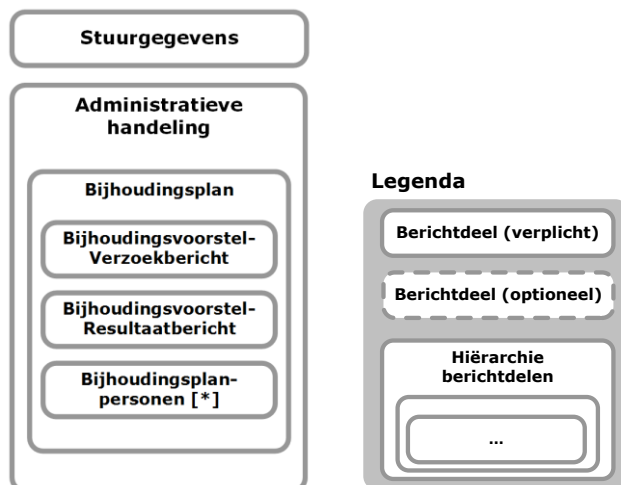 Stuurgegevens
Administratieve
handeling
Bijhoudingsplan
Bijhoudingsvoorstel-
Verzoekbericht
Bijhoudingsvoorstel-
Resultaatbericht
Bijhoudingsplan-
personen [*]
Legenda
Berichtdeel (verplicht)
Berichtdeel (optioneel)
Hiërarchie
berichtdelen
...